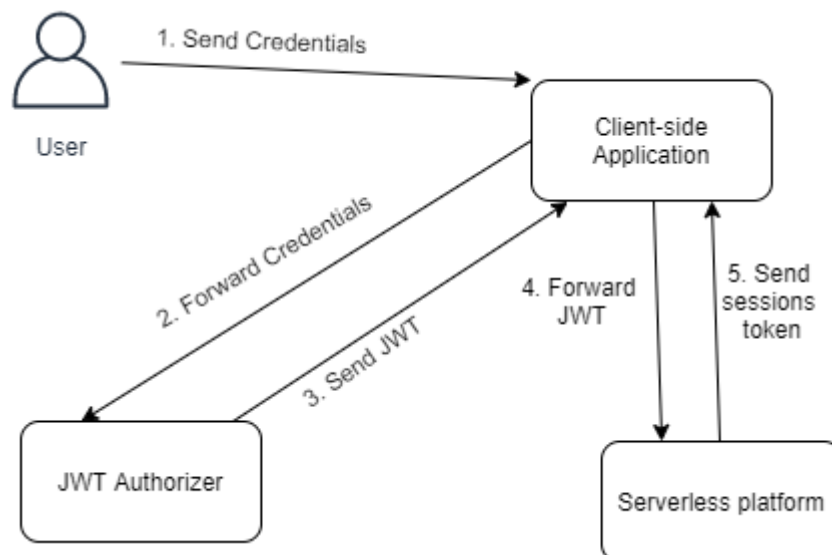 1. Send Credentials
User
Client-side
Application
2. Forward Credentials
3. Send JWT
4. Forward
JWT
5. Send
sessions
token
JWT Authorizer
Serverless platform